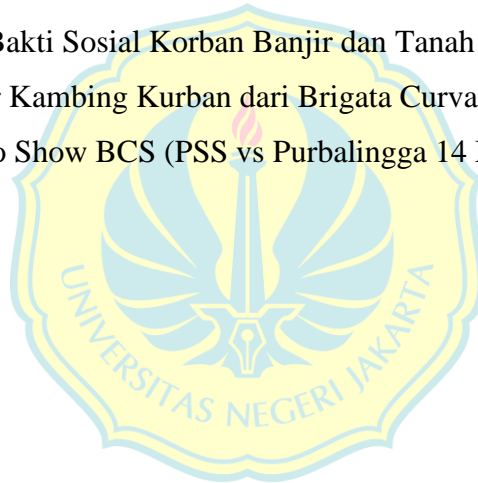 Bakti Sosial Korban Banjir dan Tanah
Kambing Kurban dari Brigata Curva
Show BCS (PSS vs Purbalingga 14
UNIVERSITAS NEGERI JAKARTA